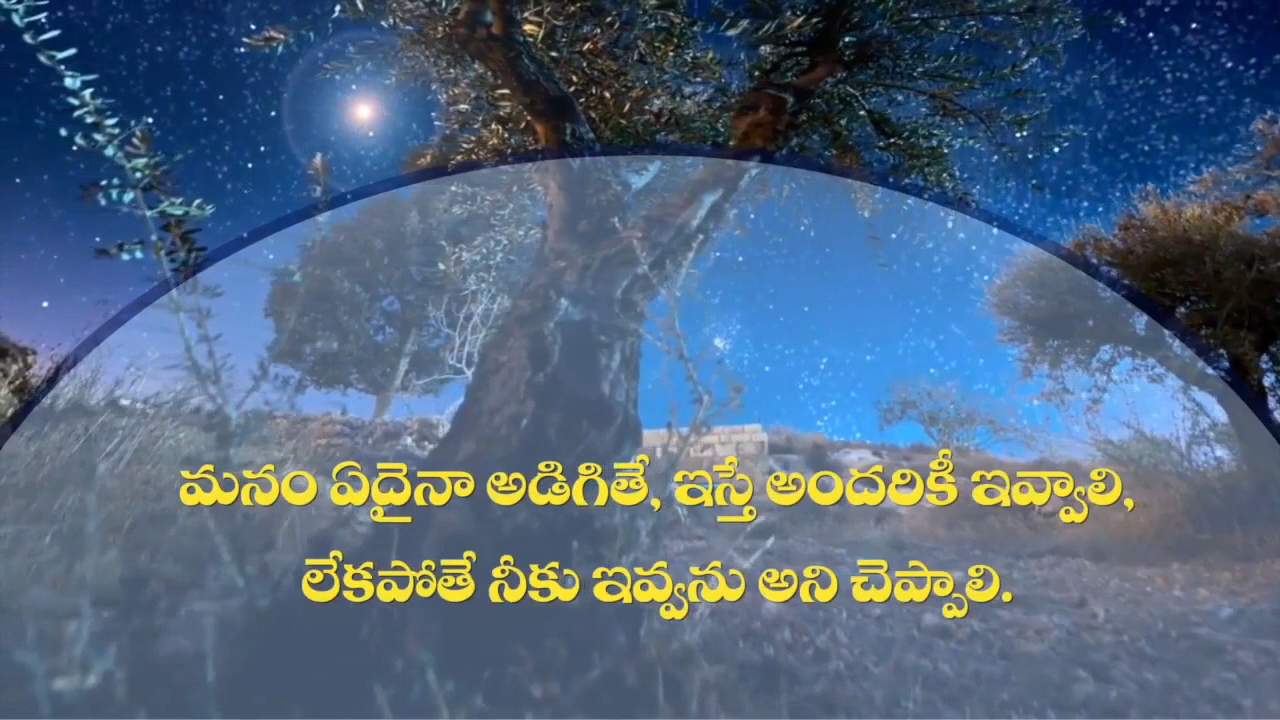 మనం ఏదైనా అడిగితే, ఇస్తే అందరికీ ఇవ్వాలి,
లేకపోతే నీకు ఇవ్వను అని చెప్పాలి.